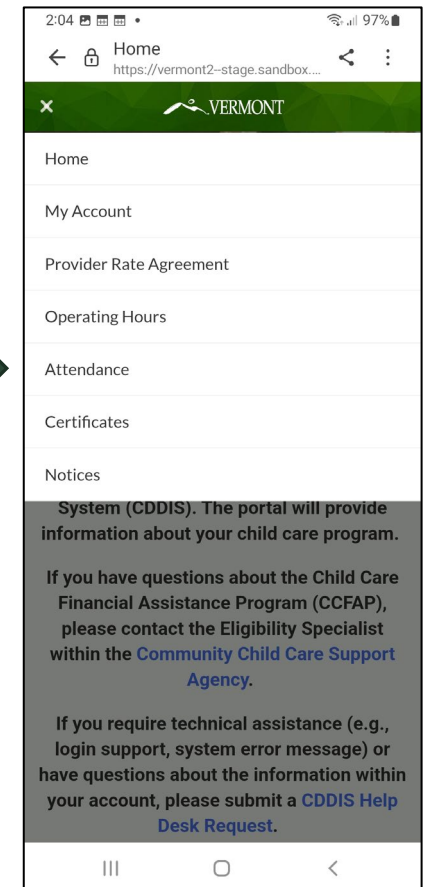 2:04 97%
Home
https://vermont2--stage.sandbox....
VERMONT
Home
My Account
Provider Rate Agreement
Operating Hours
Attendance
Certificates
Notices
System (CDDIS). The portal will provide
information about your child care program.
If you have questions about the Child Care
Financial Assistance Program (CCFAP),
please contact the Eligibility Specialist
within the Community Child Care Support
Agency.
If you require technical assistance (e.g.,
login support, system error message) or
have questions about the information within
your account, please submit a CDDIS Help
Desk Request.